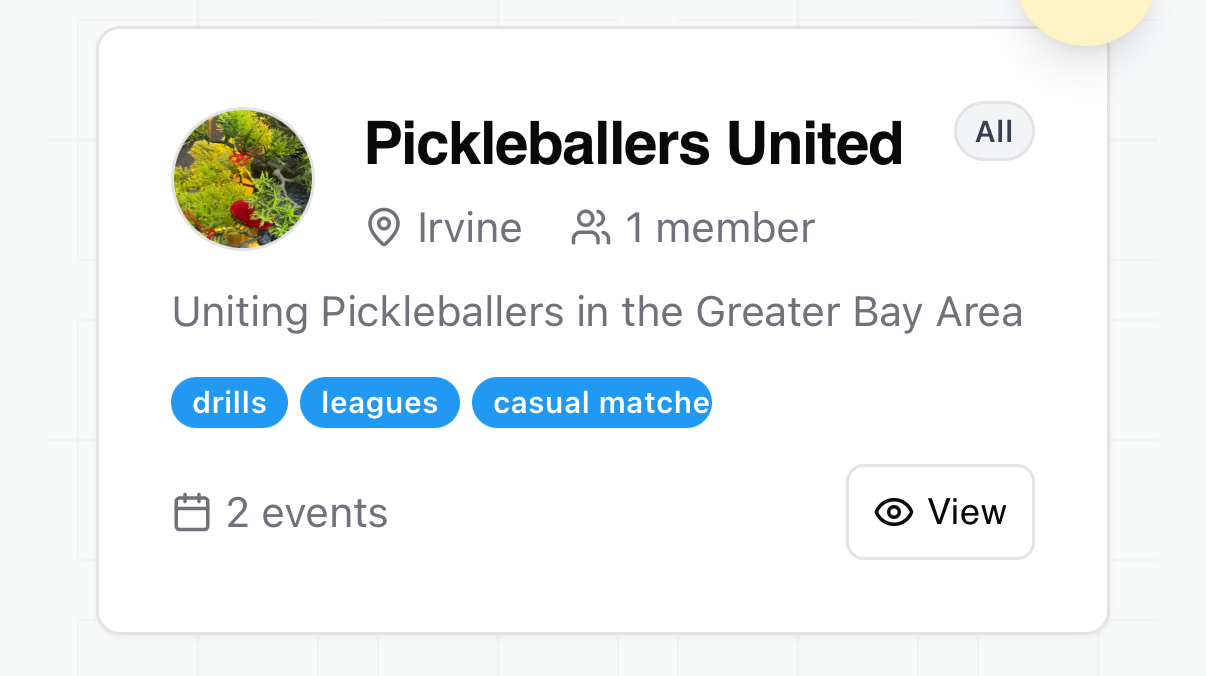 Pickleballers United
All
Irvine
1 member
Uniting Pickleballers in the Greater Bay Area
drills
leagues
casual matche
2 events
View